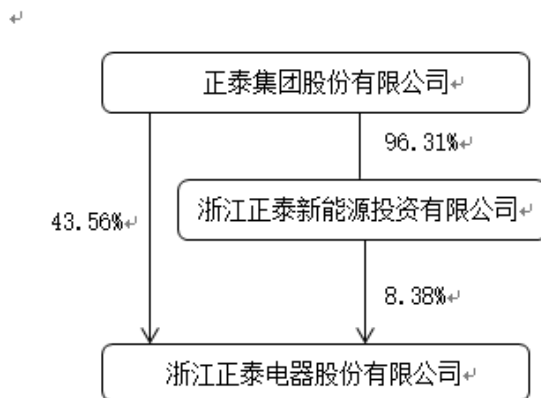 正泰集团股份有限公司
96.31%
浙江正泰新能源投资有限公司
43.56%
8.38%
浙江正泰电器股份有限公司